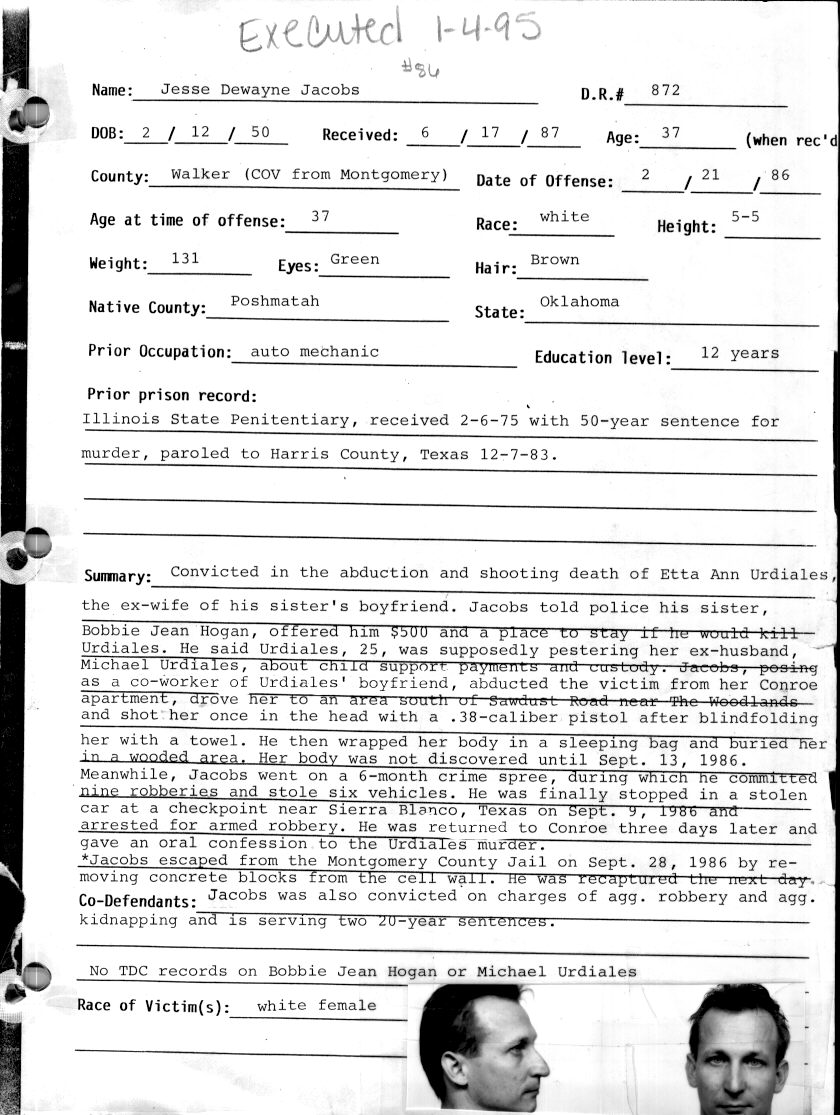 Executed 1-4-95
#86
Name: Jesse Dewayne Jacobs D.R.# 872
DOB: 2 / 12 / 50 Received: 6 / 17 / 87 Age: 37 (when rec'd
County: Walker (COV from Montgomery) Date of Offense: 2 / 21 / 86
Age at time of offense: 37 Race: white Height: 5-5
Weight: 131 Eyes: Green Hair: Brown
Native County: Poshmatah State: Oklahoma
Prior Occupation: auto mechanic Education level: 12 years
Prior prison record:
Illinois State Penitentiary, received 2-6-75 with 50-year sentence for
murder, paroled to Harris County, Texas 12-7-83.
Summary: Convicted in the abduction and shooting death of Etta Ann Urdiales,
the ex-wife of his sister's boyfriend. Jacobs told police his sister,
Bobbie Jean Hogan, offered him $500 and a place to stay if he would kill
Urdiales. He said Urdiales, 25, was supposedly pestering her ex-husband,
Michael Urdiales, about child support payments and custody. Jacobs, posing
as a co-worker of Urdiales' boyfriend, abducted the victim from her Conroe
apartment, drove her to an area south of Sawdust Road near The Woodlands
and shot her once in the head with a .38-caliber pistol after blindfolding
her with a towel. He then wrapped her body in a sleeping bag and buried her
in a wooded area. Her body was not discovered until Sept. 13, 1986.
Meanwhile, Jacobs went on a 6-month crime spree, during which he committed
nine robberies and stole six vehicles. He was finally stopped in a stolen
car at a checkpoint near Sierra Blanco, Texas on Sept. 9, 1986 and
arrested for armed robbery. He was returned to Conroe three days later and
gave an oral confession to the Urdiales murder.
*Jacobs escaped from the Montgomery County Jail on Sept. 28, 1986 by re-
moving concrete blocks from the cell wall. He was recaptured the next day.
Co-Defendants: Jacobs was also convicted on charges of agg. robbery and agg.
kidnapping and is serving two 20-year sentences.
No TDC records on Bobbie Jean Hogan or Michael Urdiales
Race of Victim(s): white female